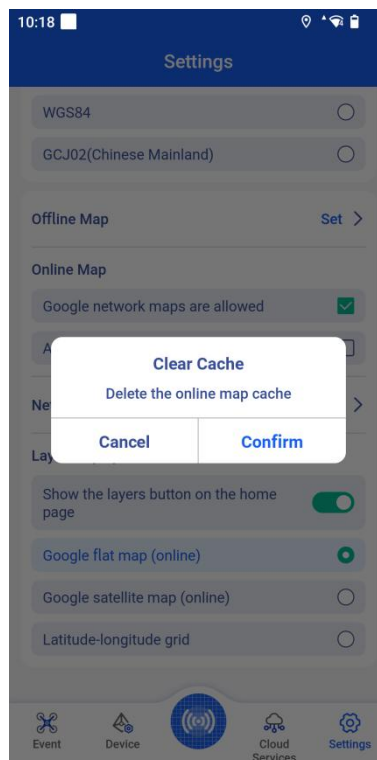 10:18
Settings
WGS84
GCJ02(Chinese Mainland)
Offline Map
Set
Online Map
Google network maps are allowed
A
Clear Cache
Delete the online map cache
Cancel
Confirm
Show the layers button on the home
page
Google flat map (online)
Google satellite map (online)
Latitude-longitude grid
Event
Device
Cloud
Services
Settings